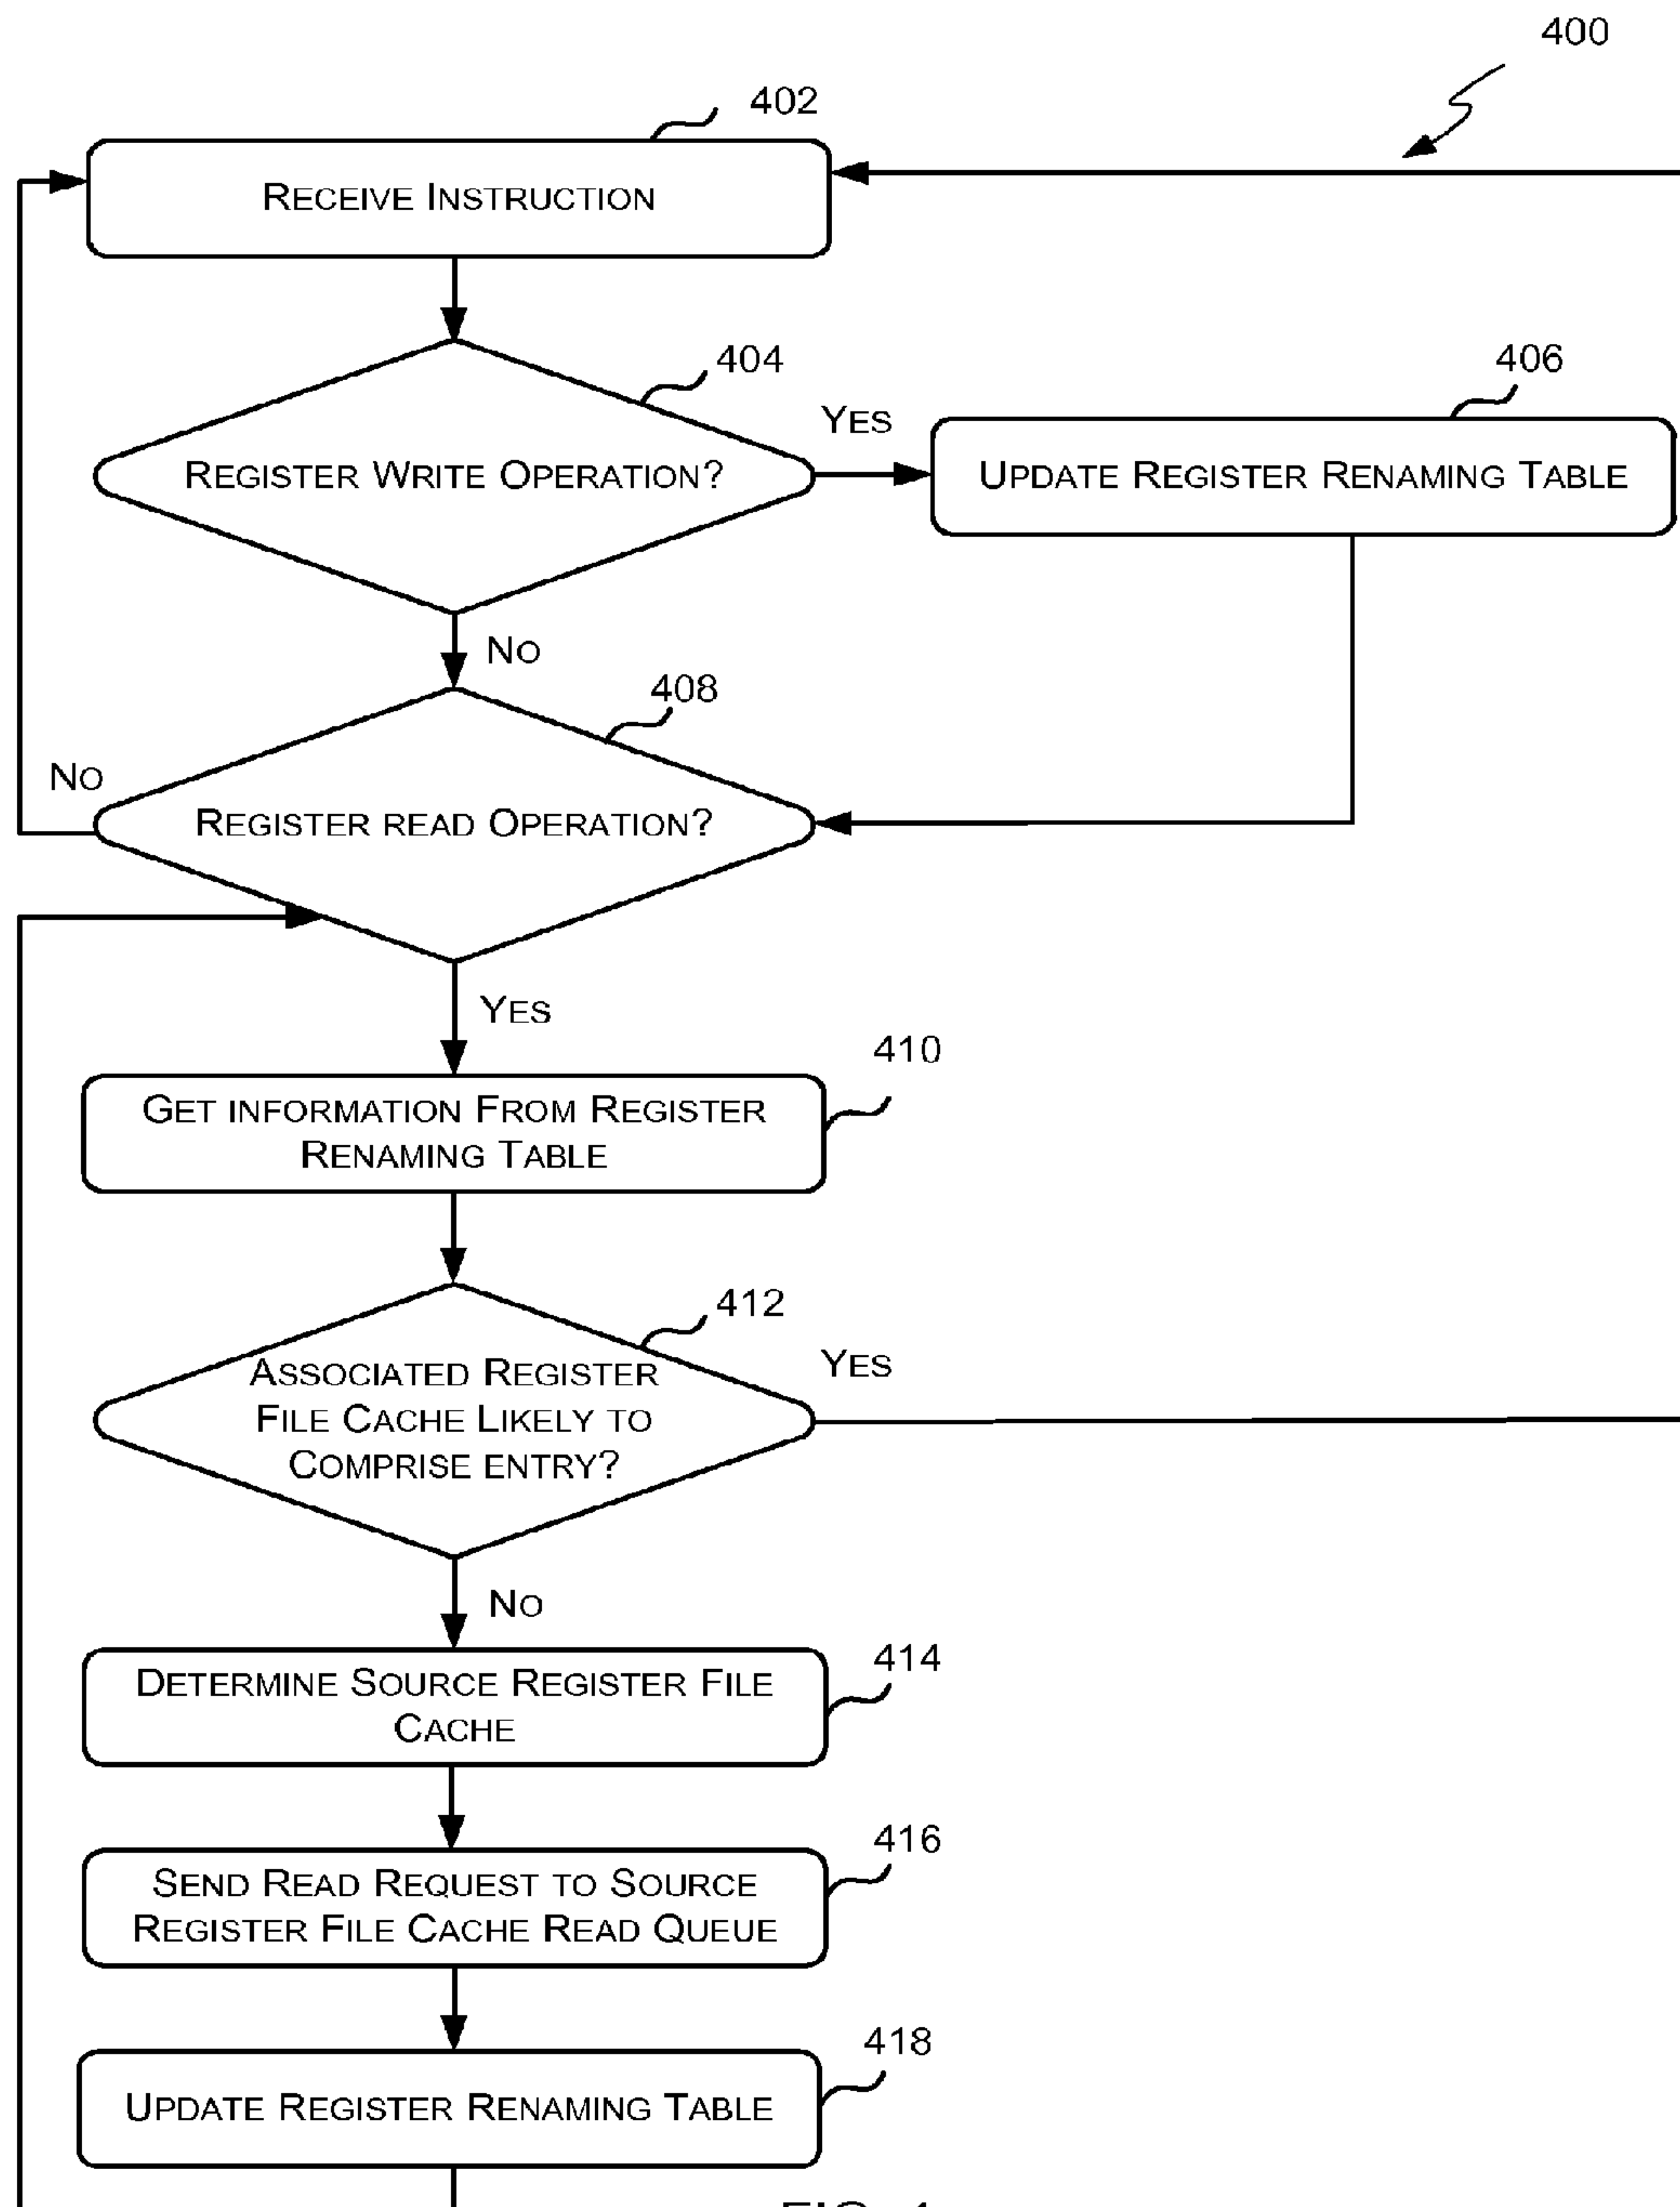 400
402
RECEIVE INSTRUCTION
404
YES
406
REGISTER WRITE OPERATION?
UPDATE REGISTER RENAMING TABLE
NO
408
NO
REGISTER READ OPERATION?
YES
410
GET INFORMATION FROM REGISTER
RENAMING TABLE
412
YES
ASSOCIATED REGISTER
FILE CACHE LIKELY TO
COMPRISE ENTRY?
NO
414
DETERMINE SOURCE REGISTER FILE
CACHE
416
SEND READ REQUEST TO SOURCE
REGISTER FILE CACHE READ QUEUE
418
UPDATE REGISTER RENAMING TABLE